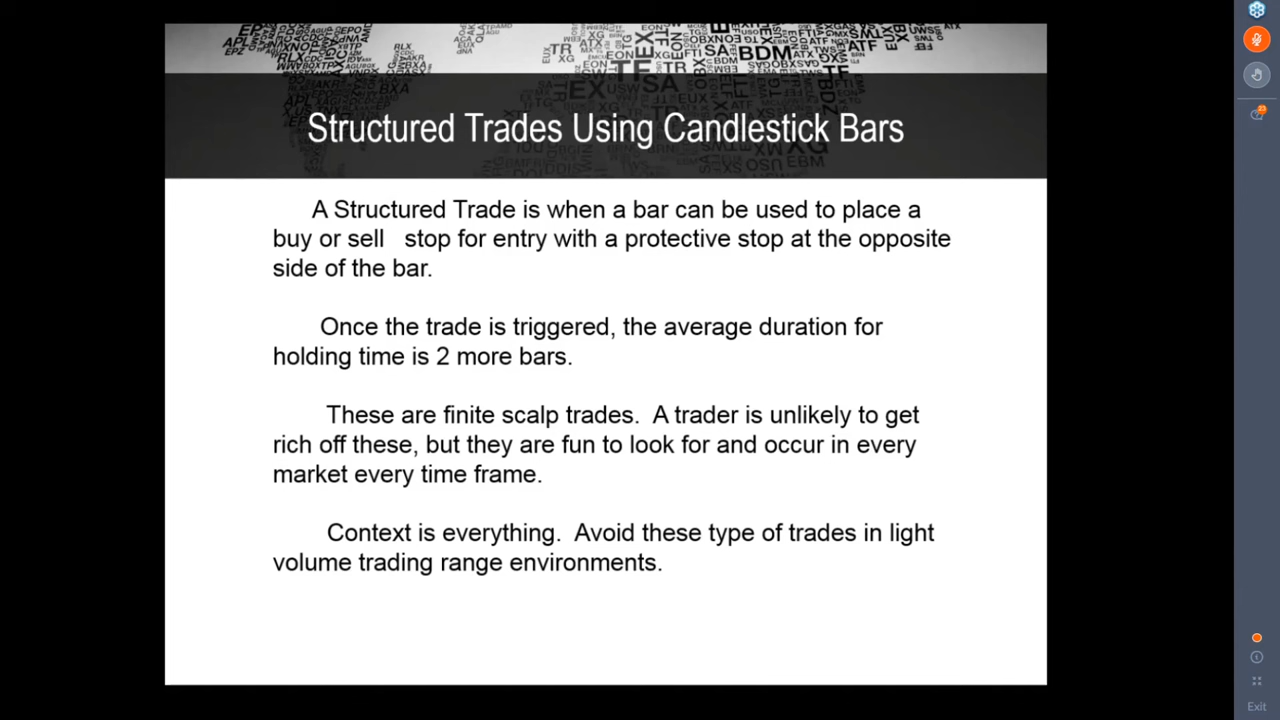 Structured Trades Using Candlestick Bars
A Structured Trade is when a bar can be used to place a
buy or sell stop for entry with a protective stop at the opposite
side of the bar.
Once the trade is triggered, the average duration for
holding time is 2 more bars.
These are finite scalp trades. A trader is unlikely to get
rich off these, but they are fun to look for and occur in every
market every time frame.
Context is everything. Avoid these type of trades in light
volume trading range environments.
23
Exit